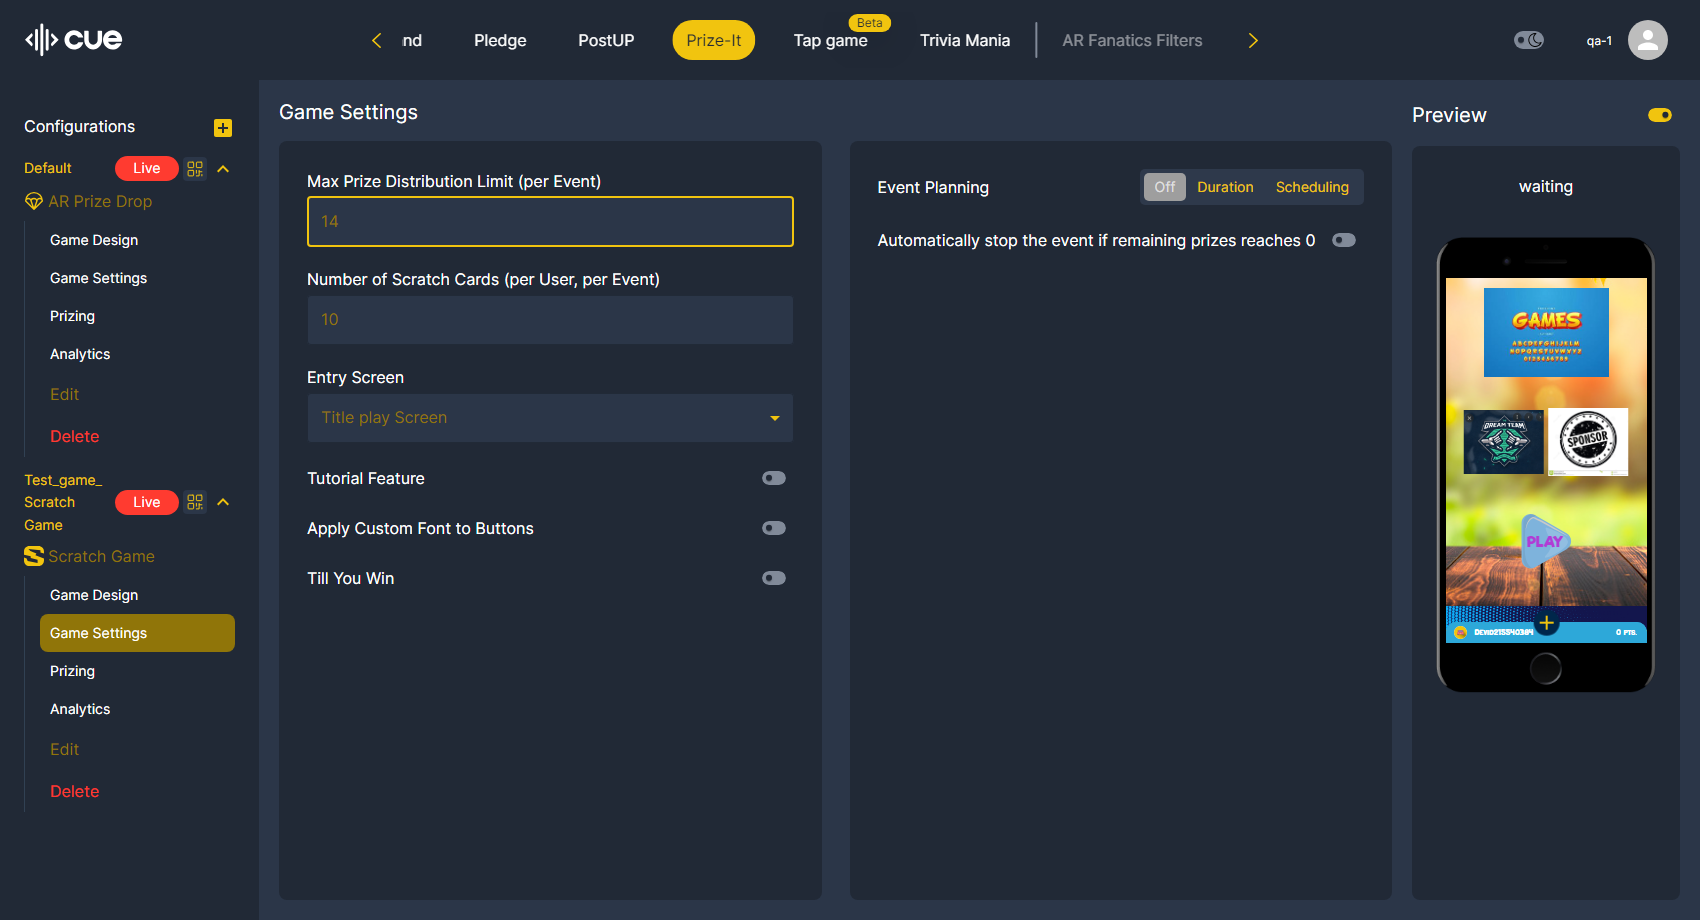 cue
nd
Pledge
PostUP
Prize-It
Beta
Tap game
Trivia Mania
AR Fanatics Filters
qa-1
Configurations
Default
Live
AR Prize Drop
Game Design
Game Settings
Prizing
Analytics
Edit
Delete
Test_game_
Scratch
Game
Live
Scratch Game
Game Design
Game Settings
Prizing
Analytics
Edit
Delete
Game Settings
Max Prize Distribution Limit (per Event)
14
Number of Scratch Cards (per User, per Event)
10
Entry Screen
Title play Screen
Tutorial Feature
Apply Custom Font to Buttons
Till You Win
Event Planning
Off
Duration
Scheduling
Automatically stop the event if remaining prizes reaches 0
Preview
waiting
GAMES
ABCDEFGHIJKLM
NOPQRSTUVWXYZ
0123456789
DREAM TEAM
SPONSOR
PLAY
0 PTS.